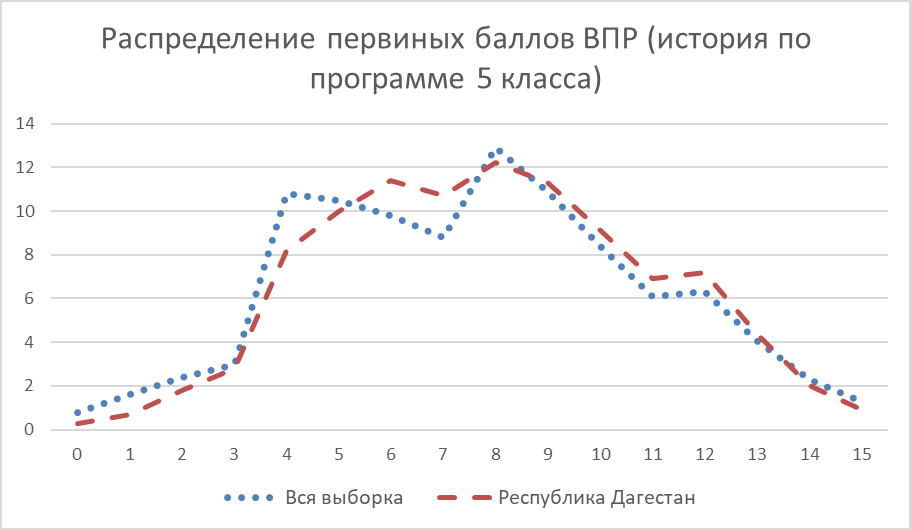 Распределение первиных баллов ВПР (история по
программе 5 класса)
14
12
10
8
6
4
2
0
0 1 2 3 4 5 6 7 8 9 10 11 12 13 14 15
Вся выборка Республика Дагестан